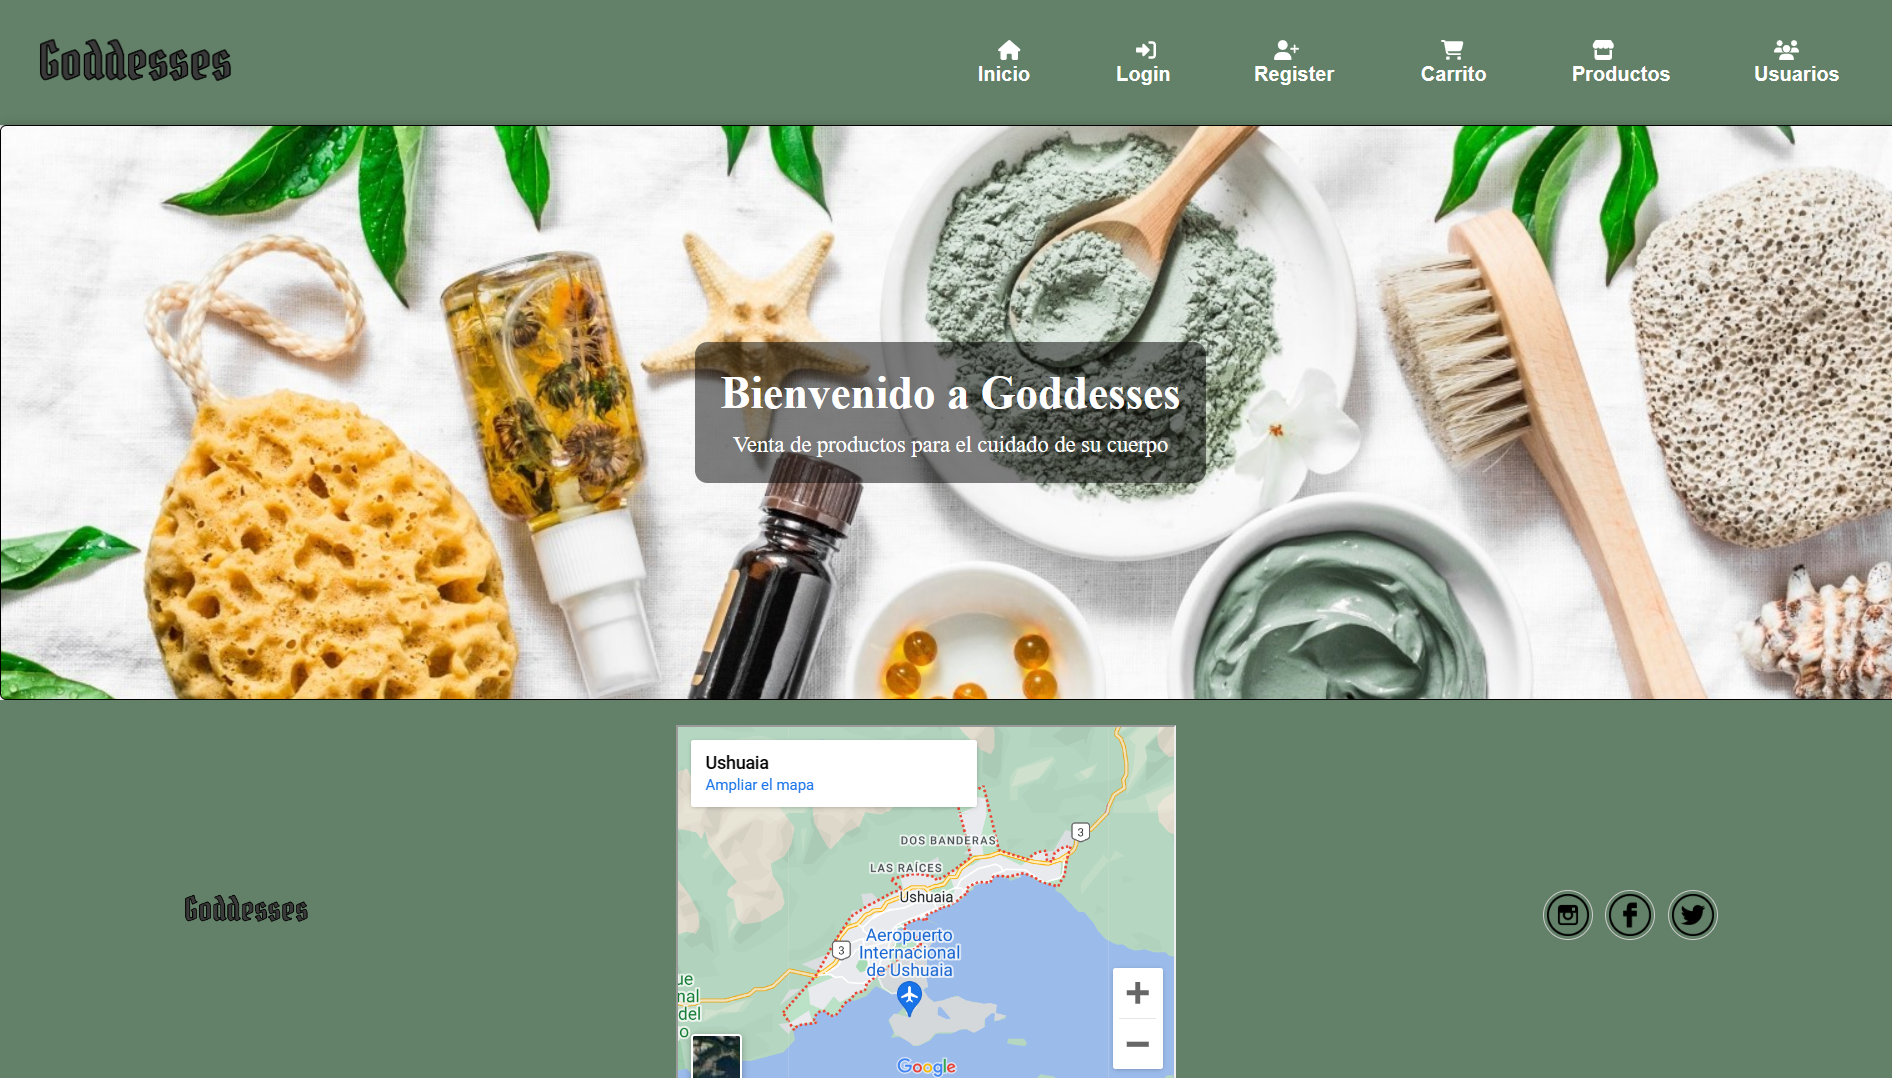 Goddesses
Inicio
Login
Register
Carrito
Productos
Usuarios
Bienvenido a Goddesses
Venta de productos para el cuidado de su cuerpo
Ushuaia
Ampliar el mapa
3
DOS BANDERAS
LAS RAÍCES
Ushuaia
3
Aeropuerto
Internacional
de Ushuaia
ue
nal
del
o
Google
Goddesses